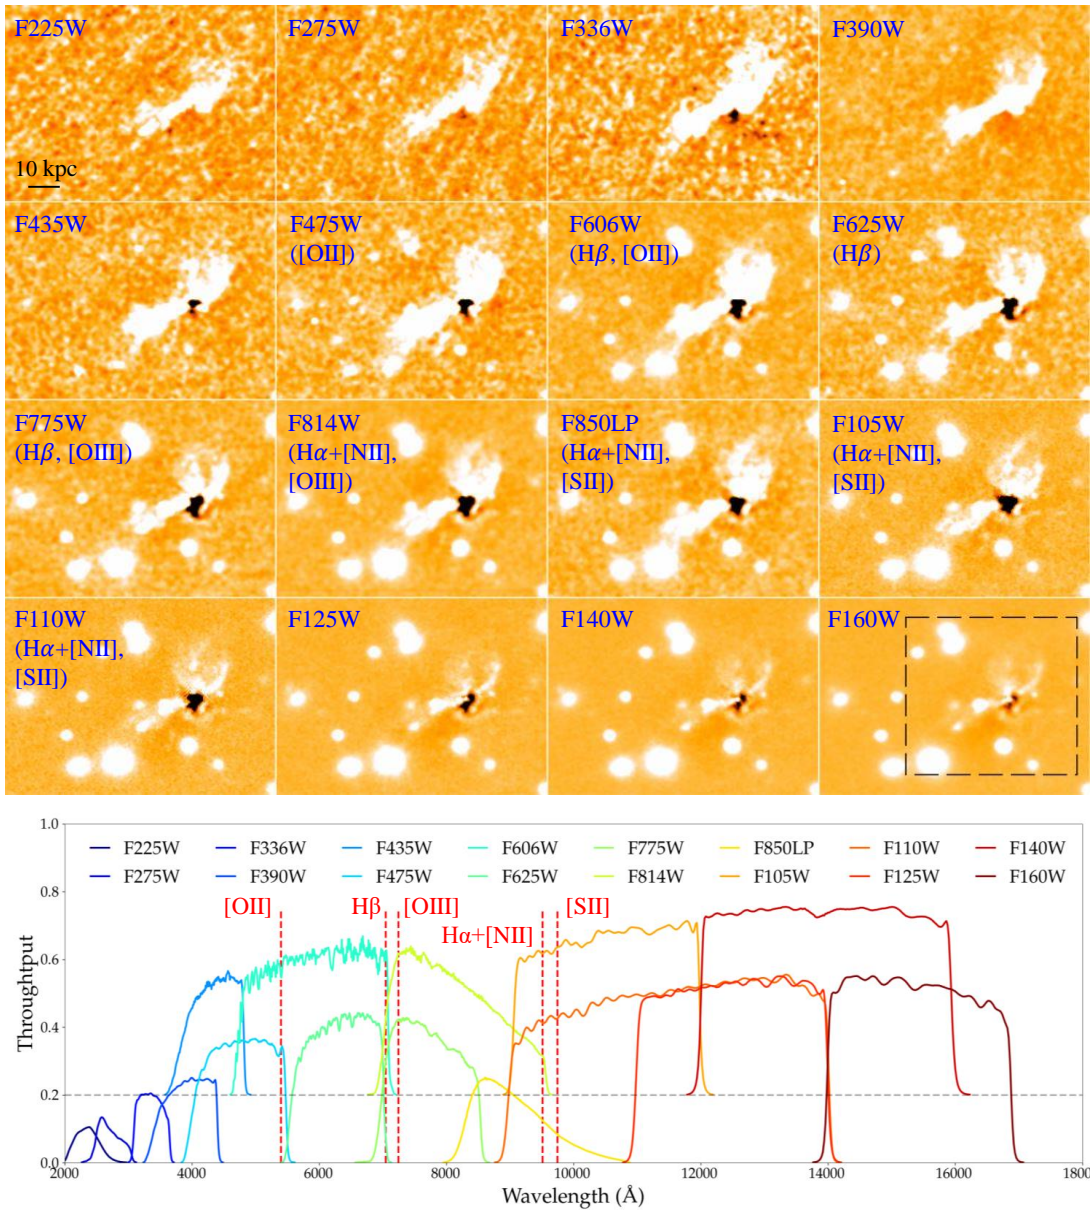 F225W F275W F336W F390W
10 kpc
F435W F475W F606W F625W
([OII]) (Hβ, [OII]) (Hβ)
F775W F814W F850LP F105W
(Hβ, [OIII]) (Hα+[NII], (Hα+[NII], (Hα+[NII],
[OIII]) [SII]) [SII])
F110W F125W F140W F160W
(Hα+[NII],
[SII])
1.0
F225W F336W F435W F606W F775W F850LP F110W F140W
F275W F390W F475W F625W F814W F105W F125W F160W
0.8
[OII] Hβ [OIII] [SII]
Hα+[NII]
0.6
0.4
0.2
0.0
Throughtput
2000 4000 6000 8000 10000 12000 14000 16000 1800
Wavelength (Å)